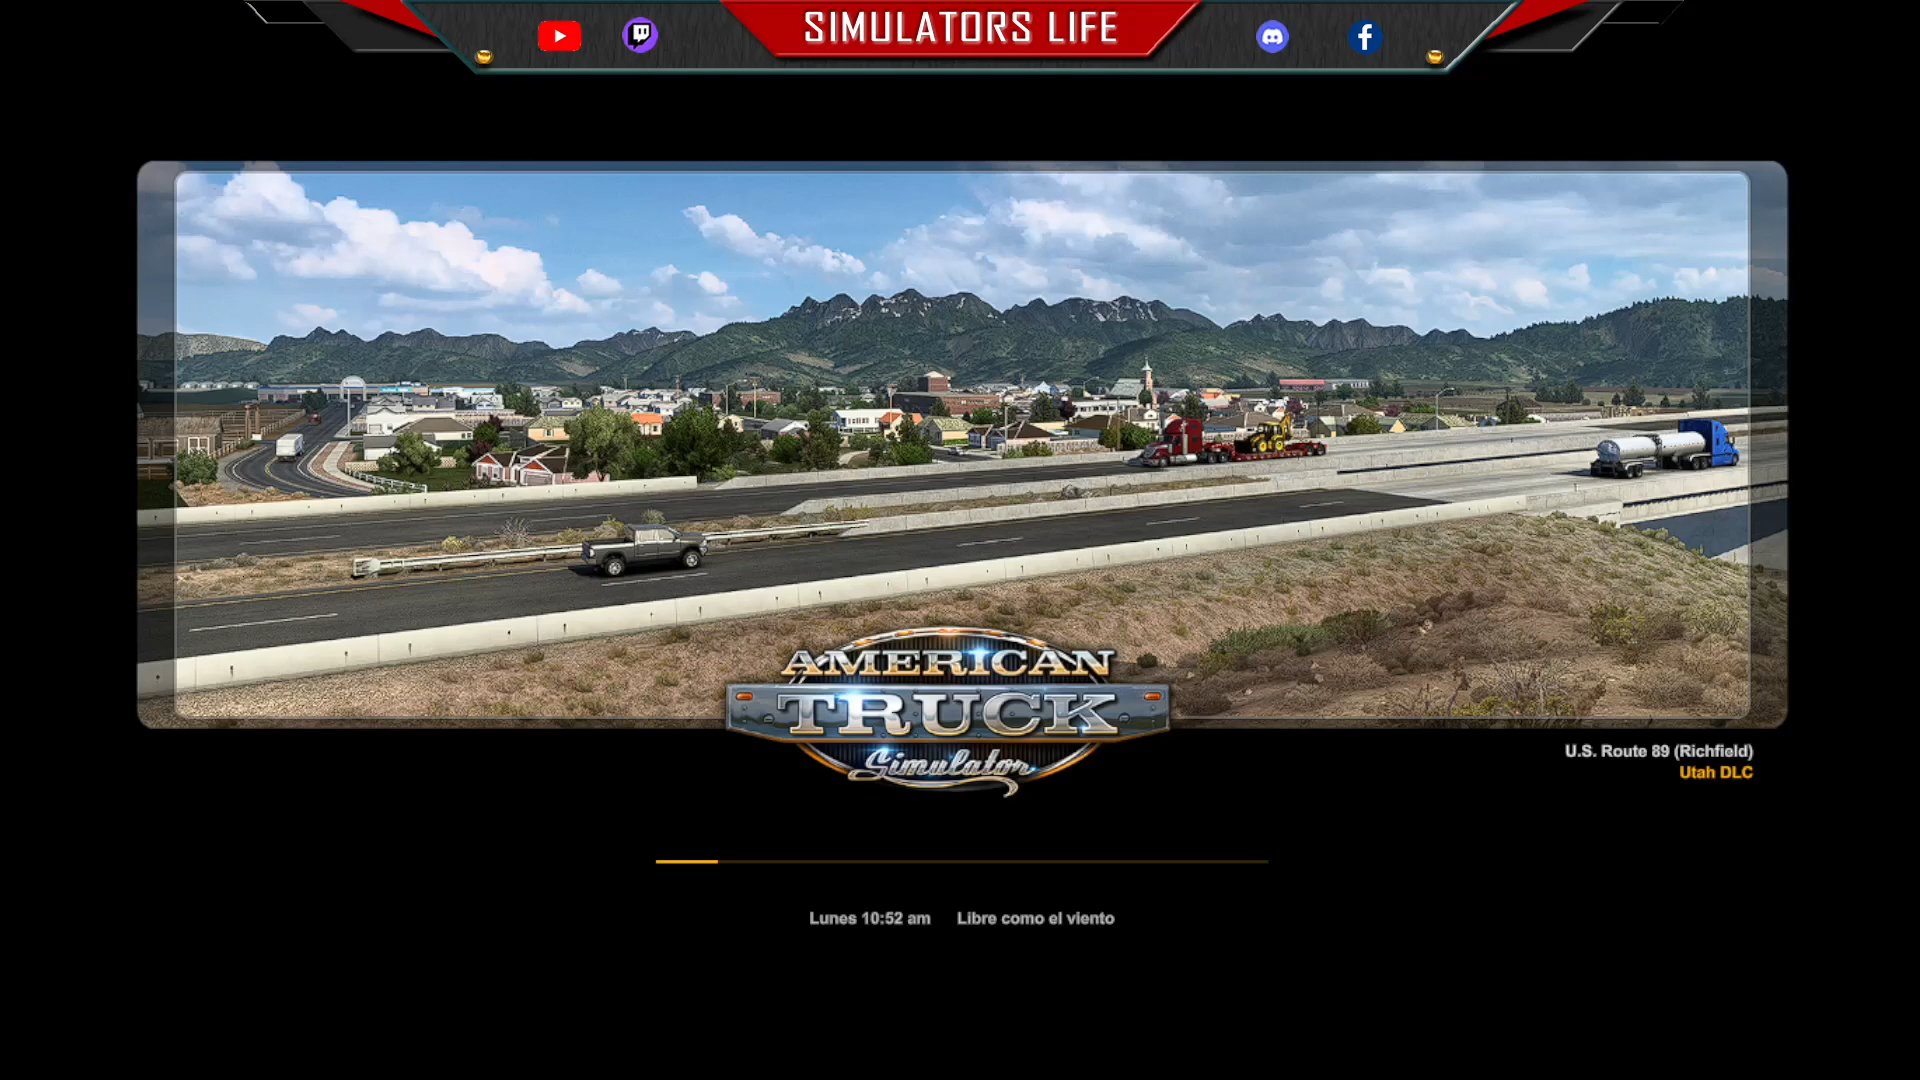 SIMULATORS LIFE
AMERICAN
TRUCK
Simulator
U.S. Route 89 (Richfield)
Utah DLC
Lunes 10:52 am Libre como el viento